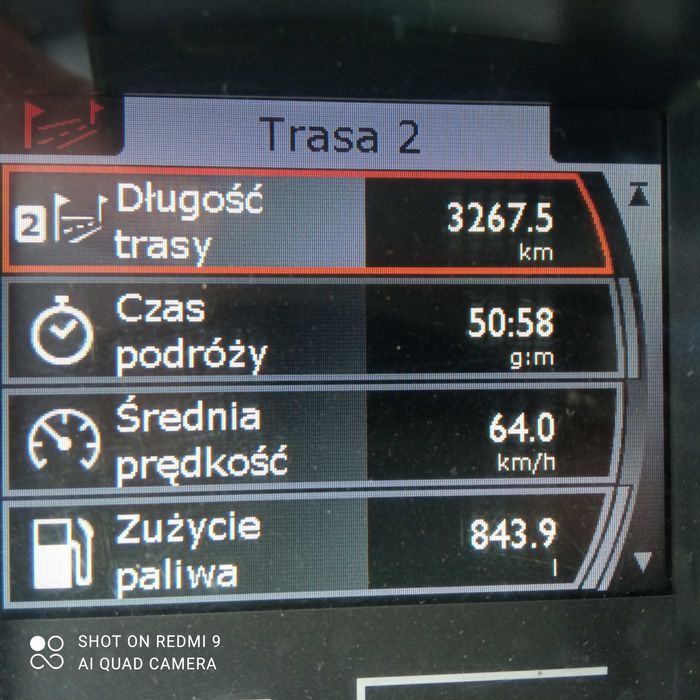 Trasa 2
2
Długość
trasy
3267.5
km
Czas
podróży
50:58
g:m
Średnia
prędkość
64.0
km/h
Zużycie
paliwa
843.9
l
SHOT ON REDMI 9
AI QUAD CAMERA